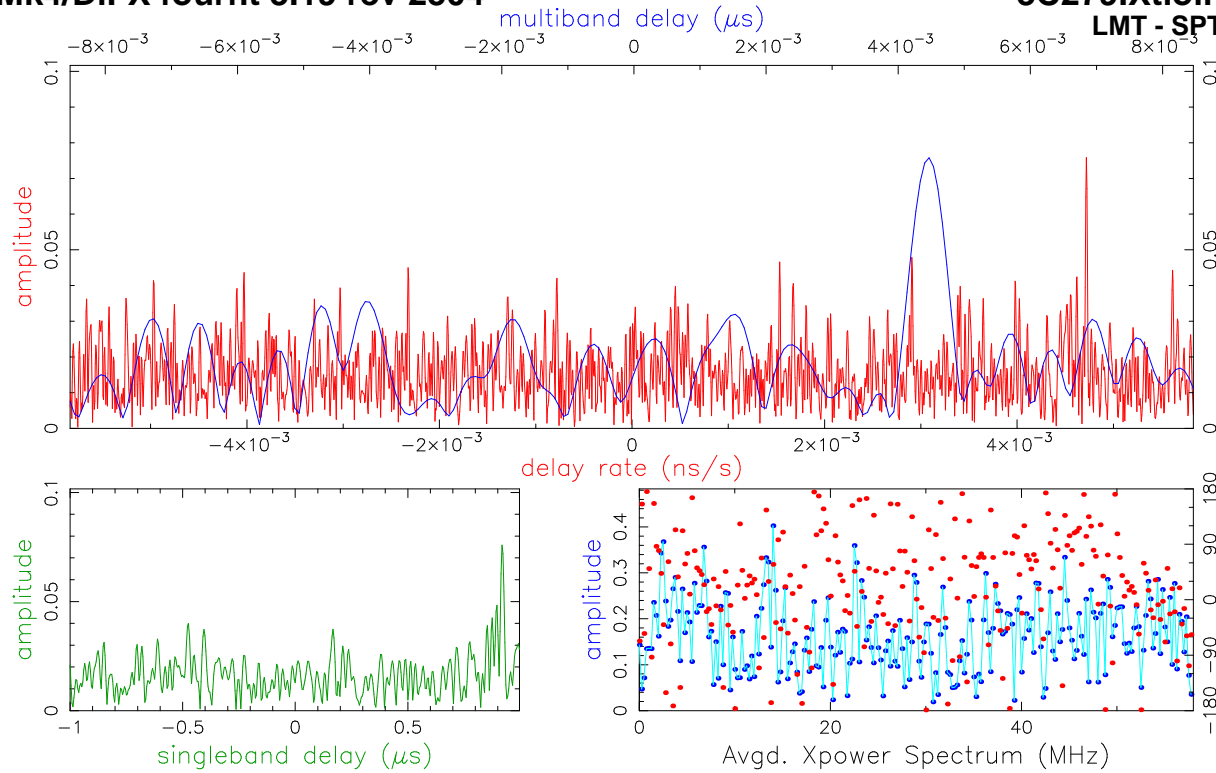 Mk4/DiFX fourfit rev
LMT - SPT
multiband delay (μs)
−8×10⁻³ −6×10⁻³ −4×10⁻³ −2×10⁻³ 0 2×10⁻³ 4×10⁻³ 6×10⁻³ 8×10⁻³
amplitude
0 0.05 0.1
0 0.05 0.1
−4×10⁻³ −2×10⁻³ 0 2×10⁻³ 4×10⁻³
delay rate (ns/s)
amplitude
0 0.05 0.1
−1 −0.5 0 0.5
singleband delay (μs)
amplitude
0 0.1 0.2 0.3 0.4
−180 −90 0 90 180
0 20 40
Avgd. Xpower Spectrum (MHz)